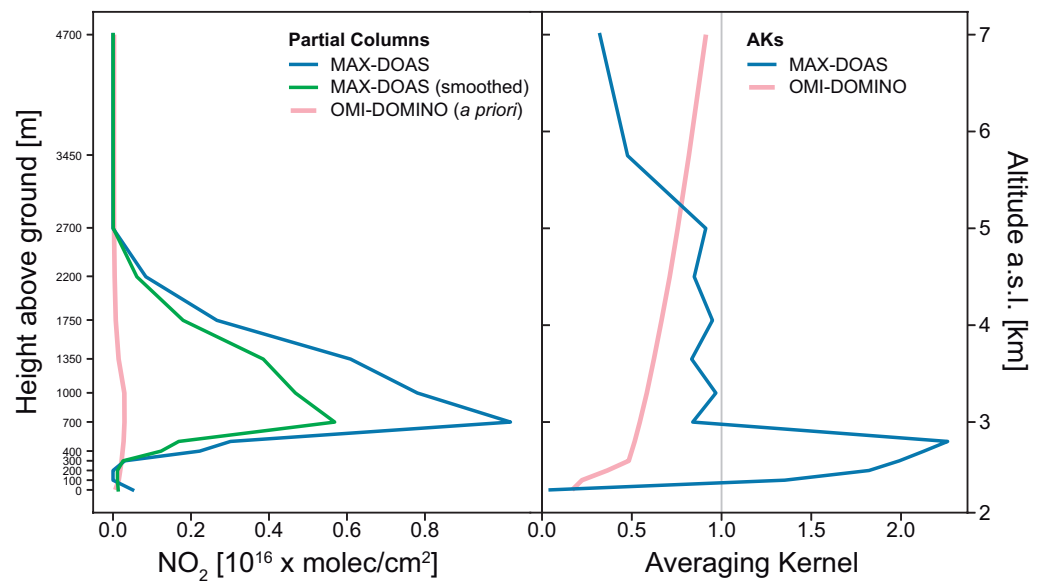 Partial Columns
MAX-DOAS
MAX-DOAS (smoothed)
OMI-DOMINO (a priori)
AKs
MAX-DOAS
OMI-DOMINO
Height above ground [m]
4700
3450
2700
2200
1750
1350
1000
700
400
300
200
100
0
7
6
5
4
3
2
Altitude a.s.l. [km]
0.0 0.2 0.4 0.6 0.8
0.0 0.5 1.0 1.5 2.0
NO₂ [10¹⁶ x molec/cm²]
Averaging Kernel